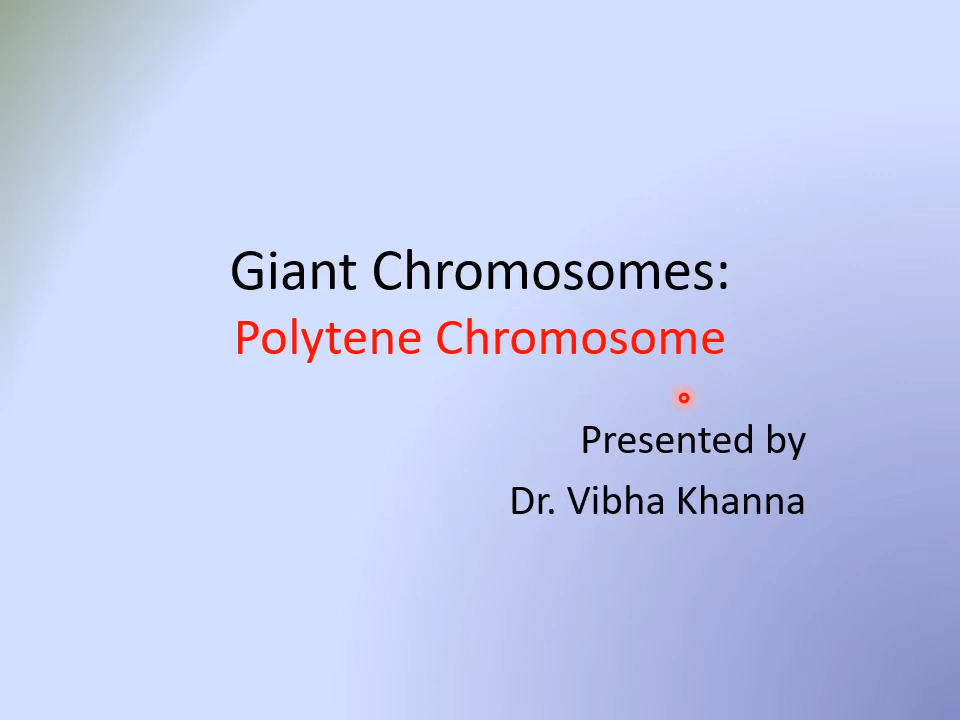 Giant Chromosomes:
Polytene Chromosome
Presented by
Dr. Vibha Khanna